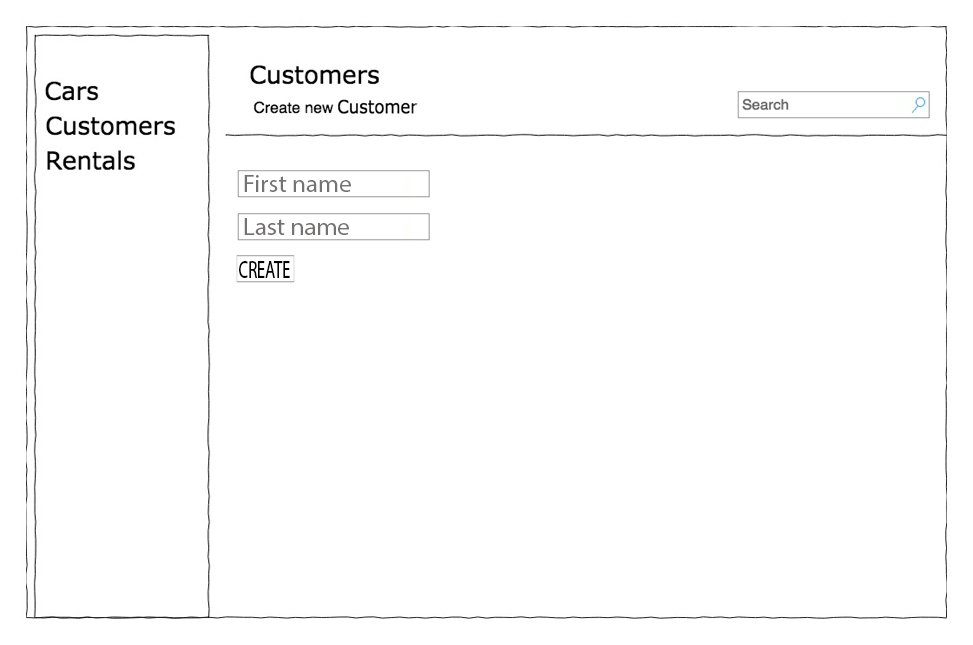 Cars
Customers
Rentals
Customers
Create new Customer
Search
First name
Last name
CREATE